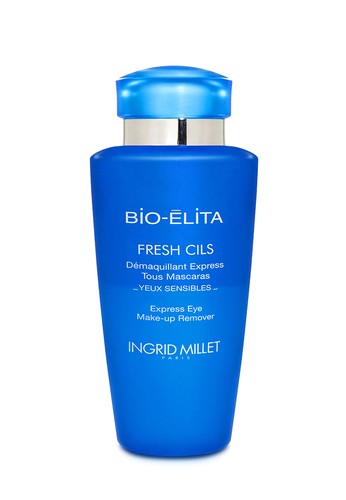 BiO-ĒLiTA
FRESH CILS
Démaquillant Express
Tous Mascaras
– YEUX SENSIBLES –
Express Eye
Make-up Remover
INGRID MILLET
PARIS